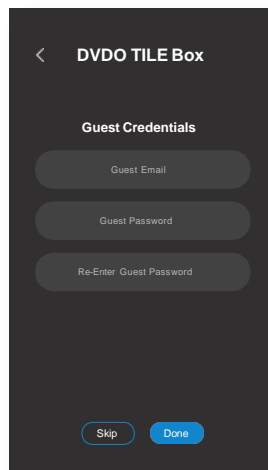 DVDO TILE Box
Guest Credentials
Guest Email
Guest Password
Re-Enter Guest Password
Skip Done